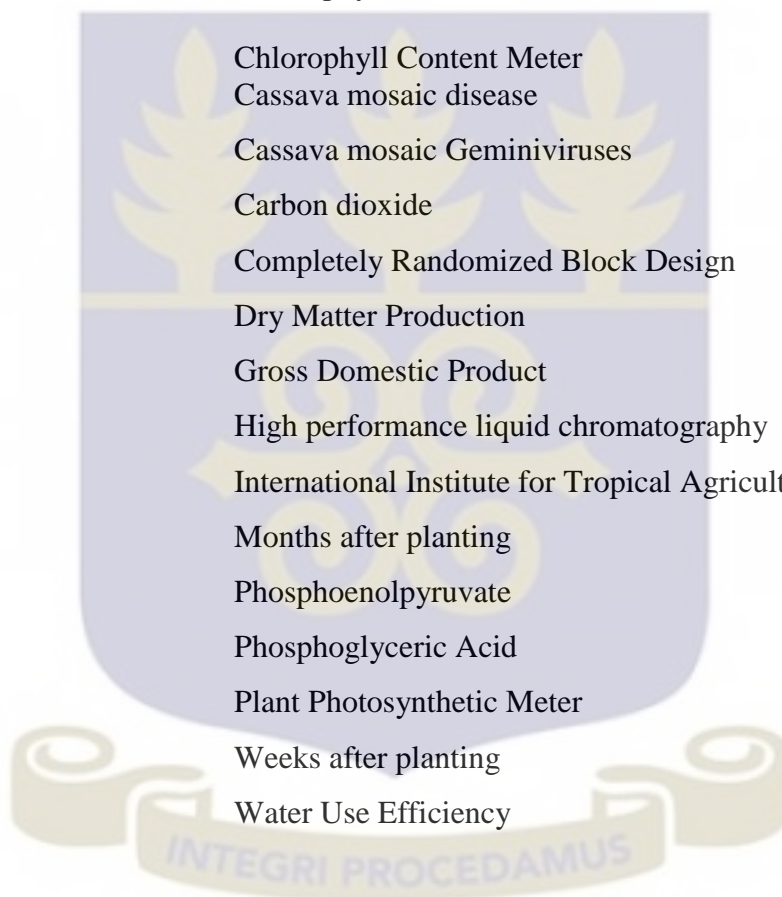 Chlorophyll Content Meter
Cassava mosaic disease
Cassava mosaic Geminiviruses
Carbon dioxide
Completely Randomized Block Design
Dry Matter Production
Gross Domestic Product
High performance liquid chromatography
International Institute for Tropical Agricult
Months after planting
Phosphoenolpyruvate
Phosphoglyceric Acid
Plant Photosynthetic Meter
Weeks after planting
Water Use Efficiency
INTEGRI PROCEDAMUS